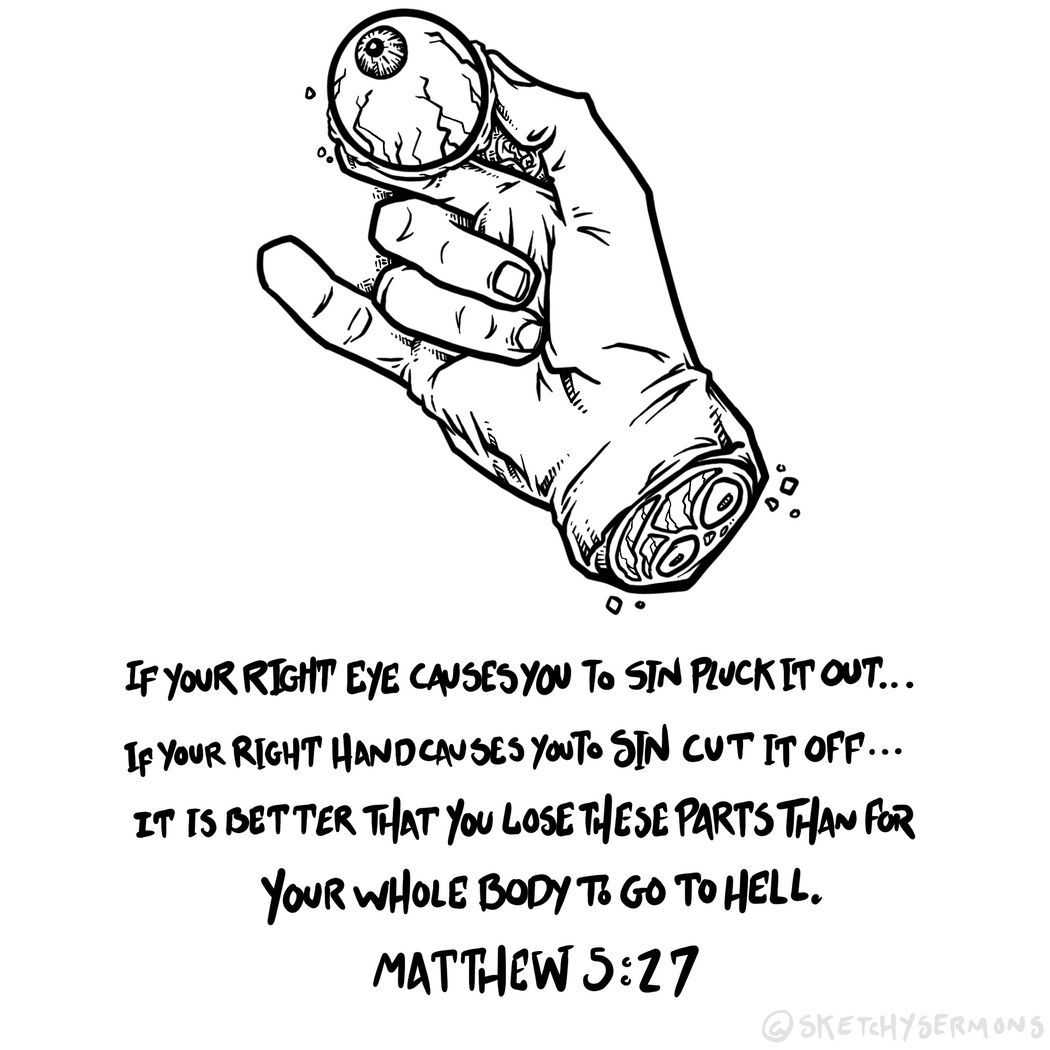 IF YOUR RIGHT EYE CAUSES YOU TO SIN PLUCK IT OUT...
IF YOUR RIGHT HAND CAUSES YOU TO SIN CUT IT OFF...
IT IS BETTER THAT YOU LOSE THESE PARTS THAN FOR
YOUR WHOLE BODY TO GO TO HELL.
MATTHEW 5:27
@SKETCHYSERMONS